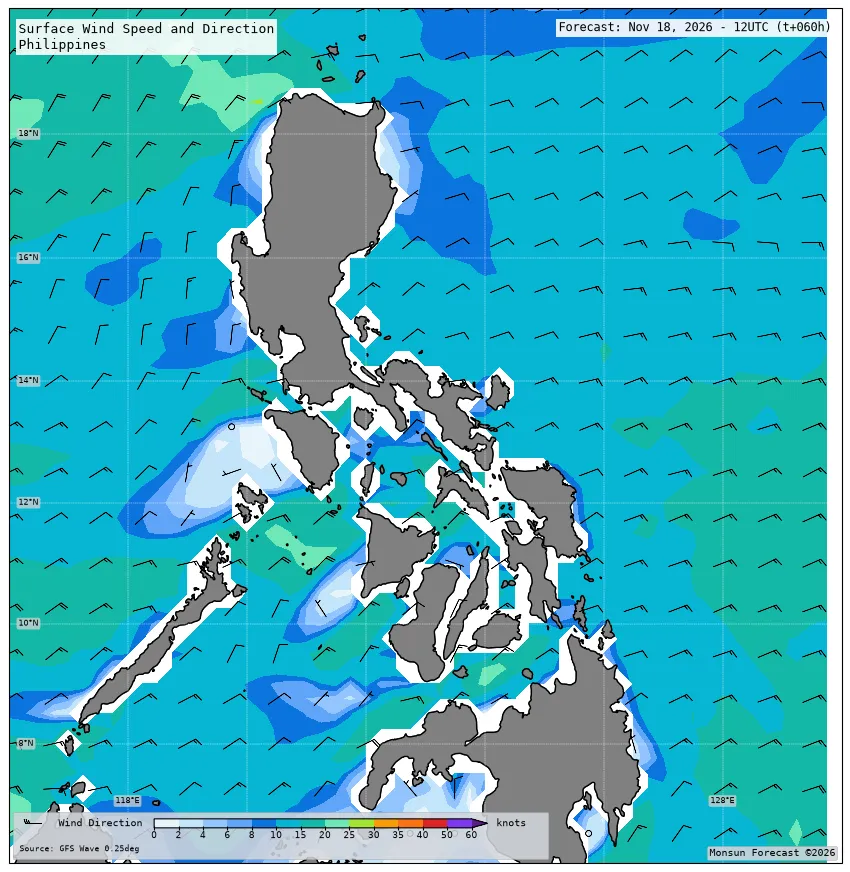 Surface Wind Speed and Direction
Philippines
Forecast: Nov 18, 2026 - 12UTC (t+060h)
18°N
16°N
14°N
12°N
10°N
8°N
118°E
128°E
Wind Direction
0 2 4 6 8 10 15 20 25 30 35 40 50 60
knots
Source: GFS Wave 0.25deg
Monsun Forecast ©2026